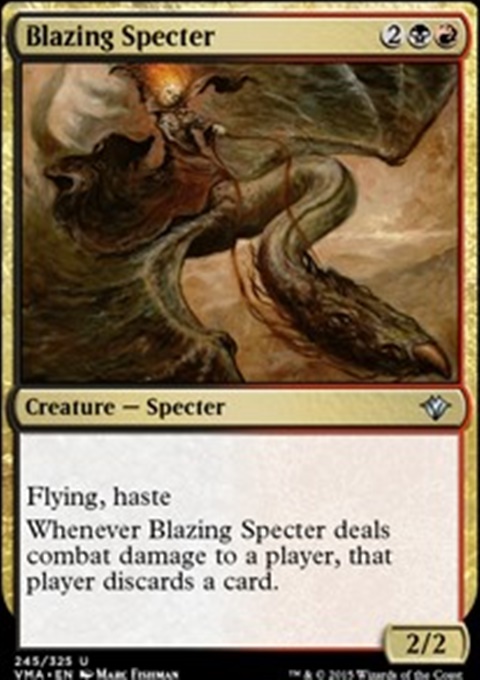 Blazing Specter 2
Creature — Specter
Flying, haste
Whenever Blazing Specter deals
combat damage to a player, that
player discards a card.
2/2
245/325 U
VMA • EN Marc Fishman ™ & © 2015 Wizards of the Coast